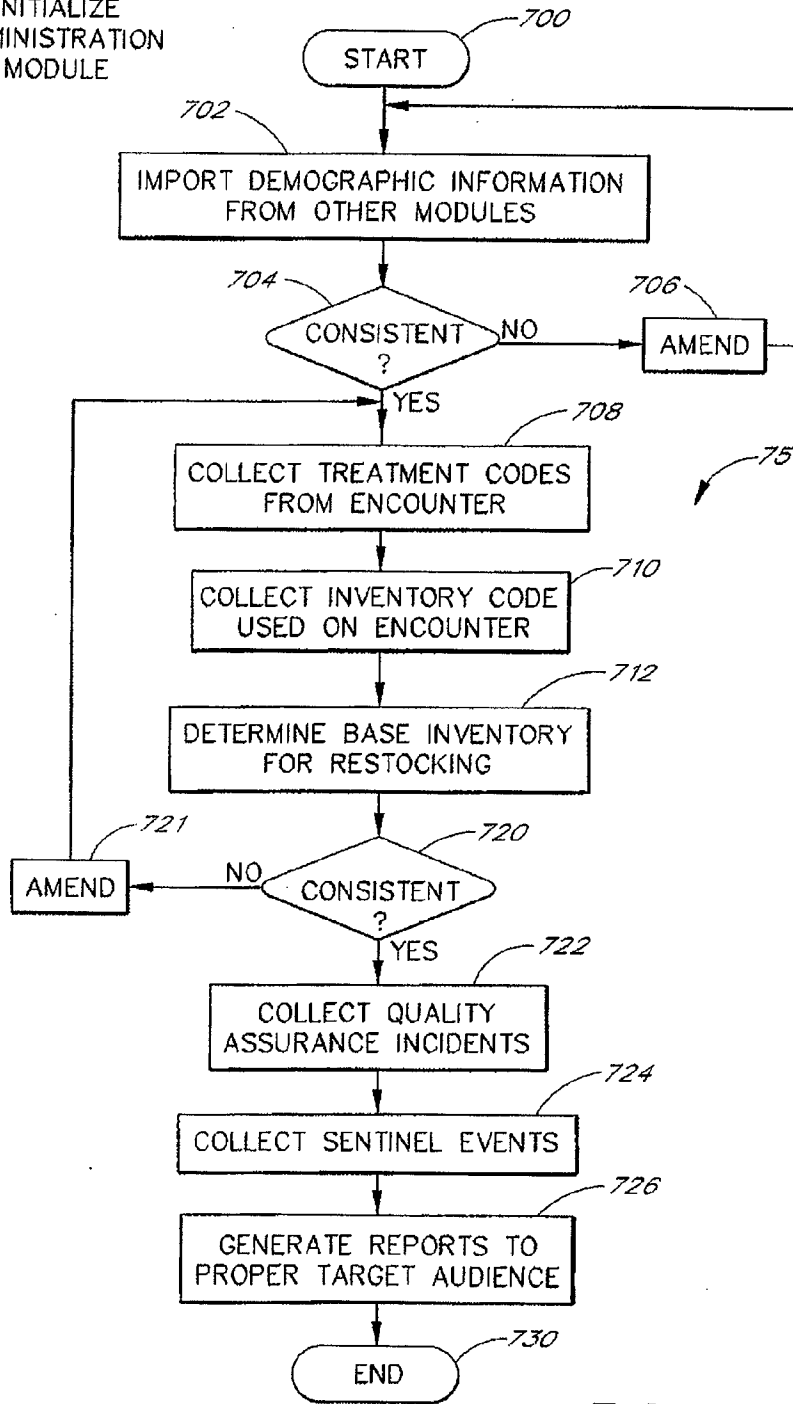 NITIALIZE
MINISTRATION
MODULE
700
START
702
IMPORT DEMOGRAPHIC INFORMATION
FROM OTHER MODULES
704
CONSISTENT
?
NO
706
AMEND
YES
708
COLLECT TREATMENT CODES
FROM ENCOUNTER
75
710
COLLECT INVENTORY CODE
USED ON ENCOUNTER
712
DETERMINE BASE INVENTORY
FOR RESTOCKING
720
CONSISTENT
?
NO
721
AMEND
YES
722
COLLECT QUALITY
ASSURANCE INCIDENTS
724
COLLECT SENTINEL EVENTS
726
GENERATE REPORTS TO
PROPER TARGET AUDIENCE
730
END